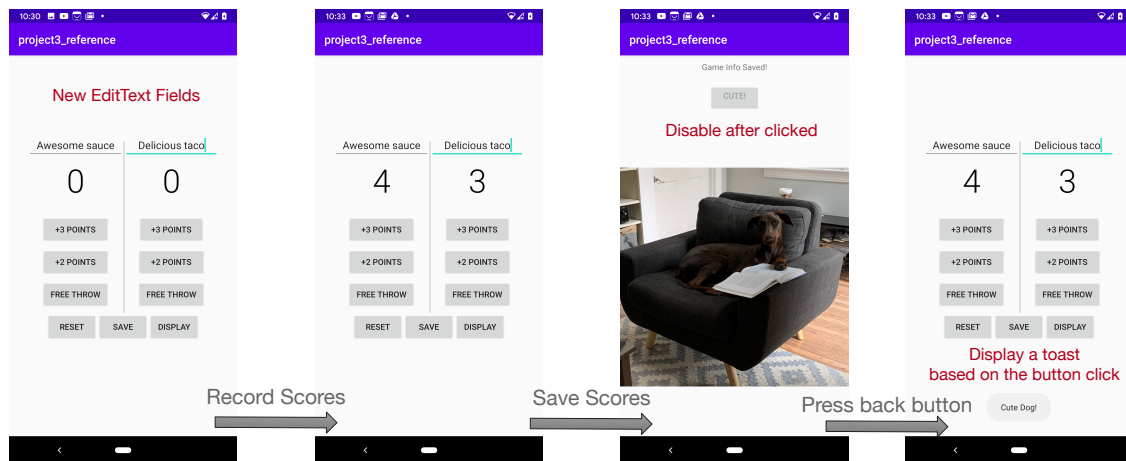 10:30
project3_reference
New EditText Fields
Awesome sauce
Delicious taco
0
0
+3 POINTS
+3 POINTS
+2 POINTS
+2 POINTS
FREE THROW
FREE THROW
RESET
SAVE
DISPLAY
Record Scores
10:33
project3_reference
Awesome sauce
Delicious taco
4
3
+3 POINTS
+3 POINTS
+2 POINTS
+2 POINTS
FREE THROW
FREE THROW
RESET
SAVE
DISPLAY
Save Scores
10:33
project3_reference
Game Info Saved!
CUTE!
Disable after clicked
Press back button
10:33
project3_reference
Awesome sauce
Delicious taco
4
3
+3 POINTS
+3 POINTS
+2 POINTS
+2 POINTS
FREE THROW
FREE THROW
RESET
SAVE
DISPLAY
Display a toast
based on the button click
Cute Dog!